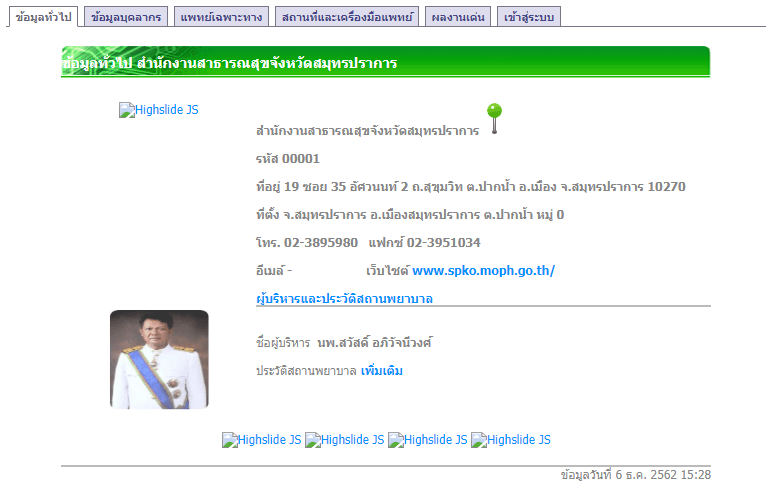 ข้อมูลทั่วไป ข้อมูลบุคลากร แพทย์เฉพาะทาง สถานที่และเครื่องมือแพทย์ ผลงานเด่น เข้าสู่ระบบ
ข้อมูลทั่วไป สำนักงานสาธารณสุขจังหวัดสมุทรปราการ
Highslide JS
สำนักงานสาธารณสุขจังหวัดสมุทรปราการ
รหัส 00001
ที่อยู่ 19 ซอย 35 อัศวนนท์ 2 ถ.สุขุมวิท ต.ปากน้ำ อ.เมือง จ.สมุทรปราการ 10270
ที่ตั้ง จ.สมุทรปราการ อ.เมืองสมุทรปราการ ต.ปากน้ำ หมู่ 0
โทร. 02-3895980 แฟกซ์ 02-3951034
อีเมล์ - เว็บไซต์ www.spko.moph.go.th/
ผู้บริหารและประวัติสถานพยาบาล
ชื่อผู้บริหาร นพ.สวัสดิ์ อภิวัจนีวงศ์
ประวัติสถานพยาบาล เพิ่มเติม
Highslide JS Highslide JS Highslide JS Highslide JS
ข้อมูลวันที่ 6 ธ.ค. 2562 15:28